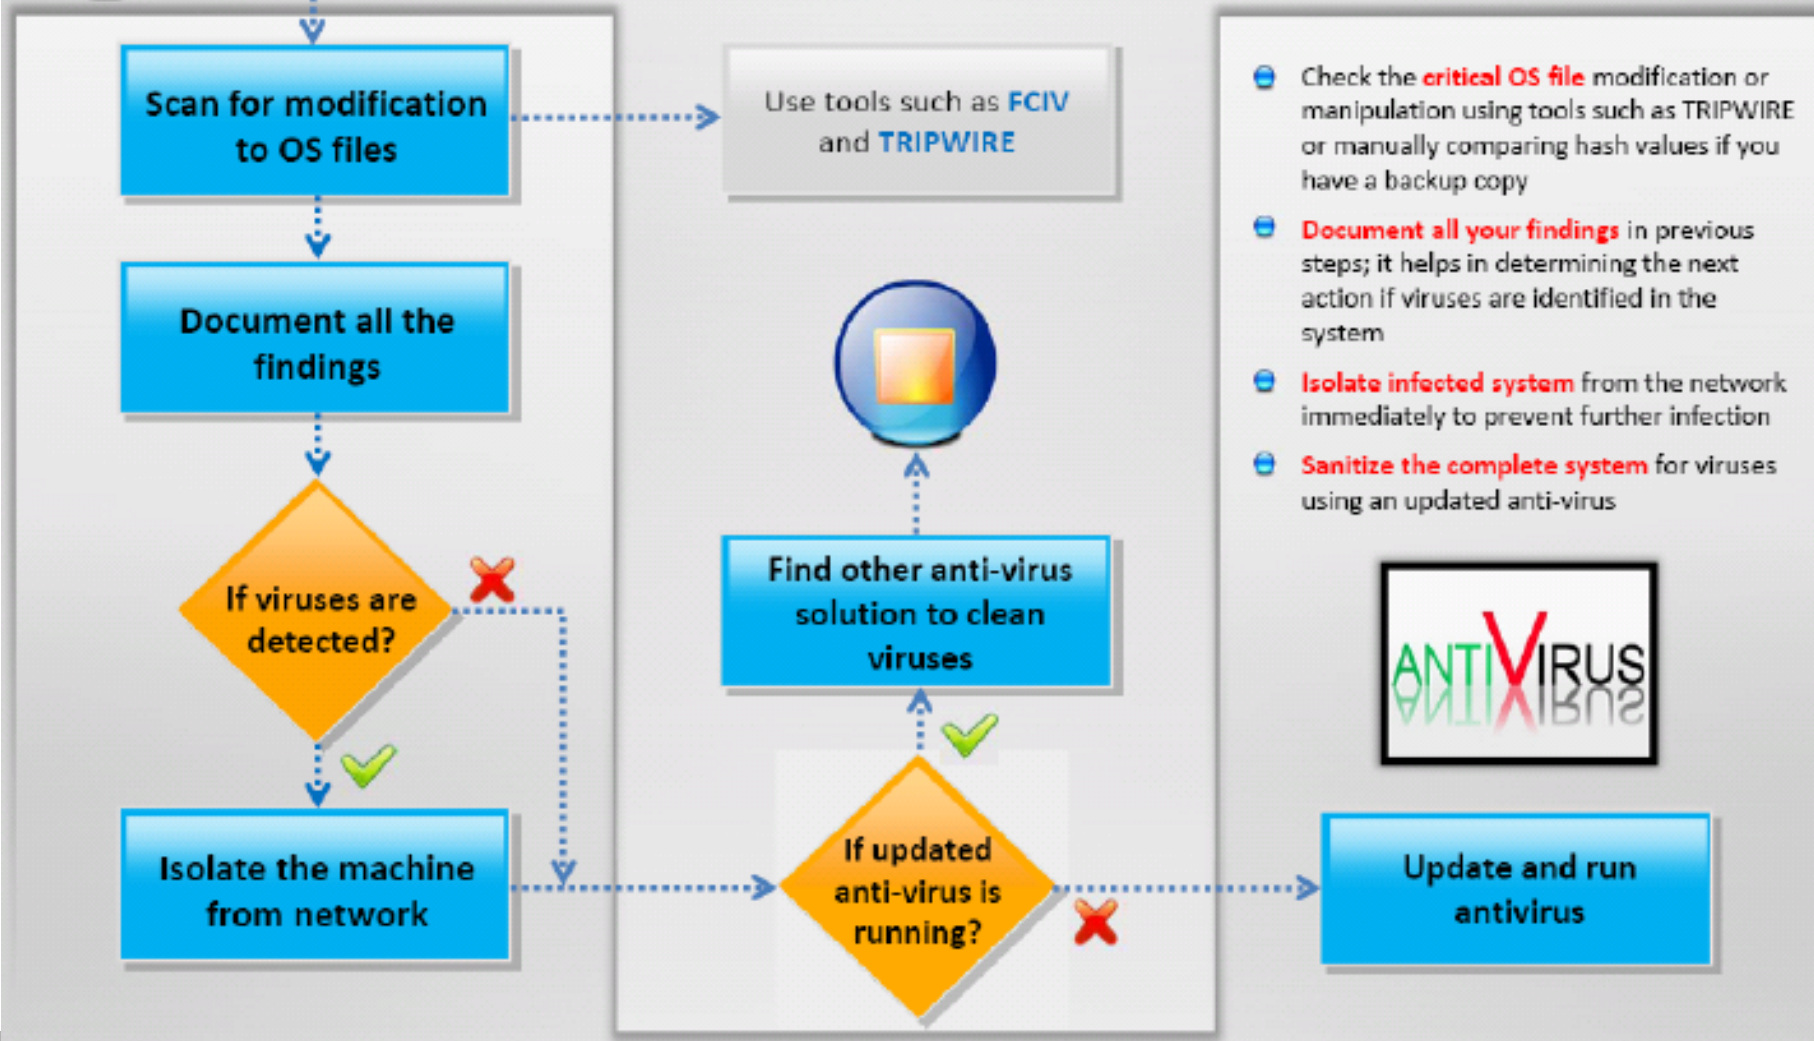 Scan for modification
to OS files
Use tools such as FCIV
and TRIPWIRE
Document all the
findings
If viruses are
detected?
Isolate the machine
from network
Find other anti-virus
solution to clean
viruses
If updated
anti-virus is
running?
Update and run
antivirus
Check the critical OS file modification or
manipulation using tools such as TRIPWIRE
or manually comparing hash values if you
have a backup copy
Document all your findings in previous
steps; it helps in determining the next
action if viruses are identified in the
system
Isolate infected system from the network
immediately to prevent further infection
Sanitize the complete system for viruses
using an updated anti-virus
ANTIVIRUS